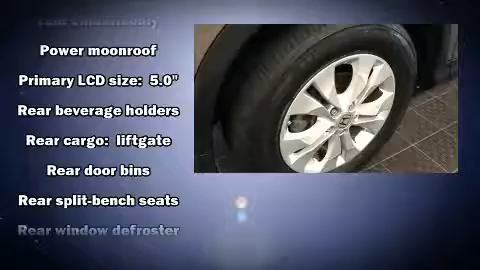 Power moonroof
Primary LCD size: 5.0"
Rear beverage holders
Rear cargo: liftgate
Rear door bins
Rear split-bench seats
Rear window defroster